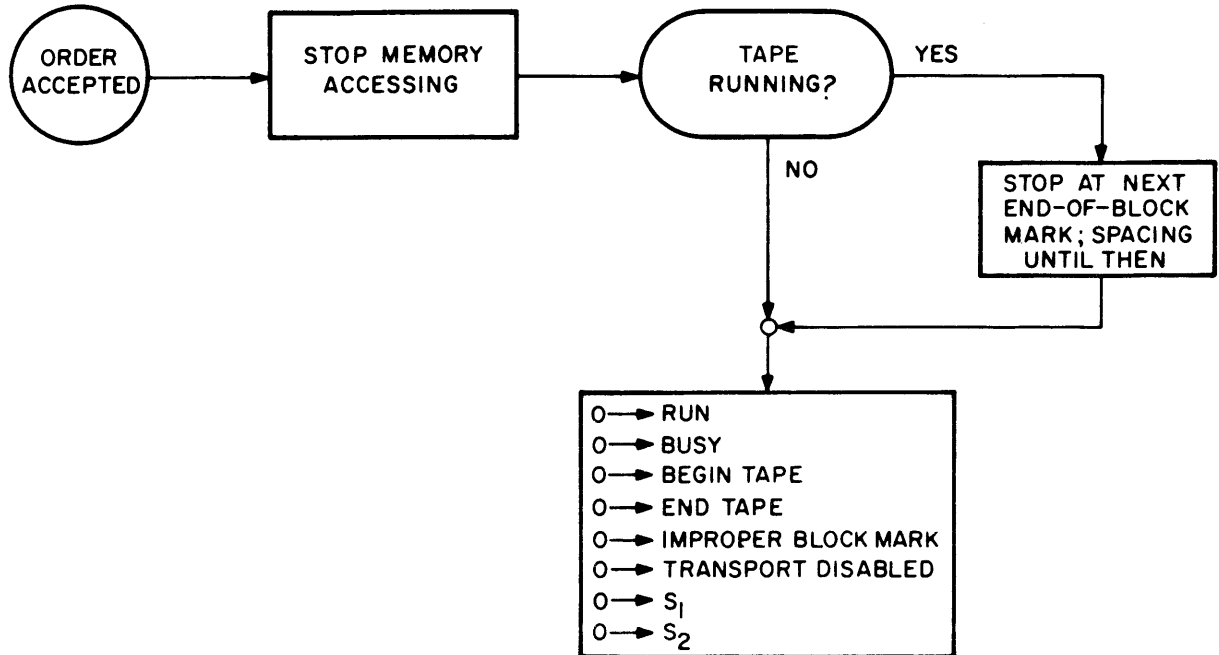 ORDER
ACCEPTED
STOP MEMORY
ACCESSING
TAPE
RUNNING?
YES
NO
STOP AT NEXT
END-OF-BLOCK
MARK; SPACING
UNTIL THEN
0→RUN
0→BUSY
0→BEGIN TAPE
0→END TAPE
0→IMPROPER BLOCK MARK
0→TRANSPORT DISABLED
0→S₁
0→S₂